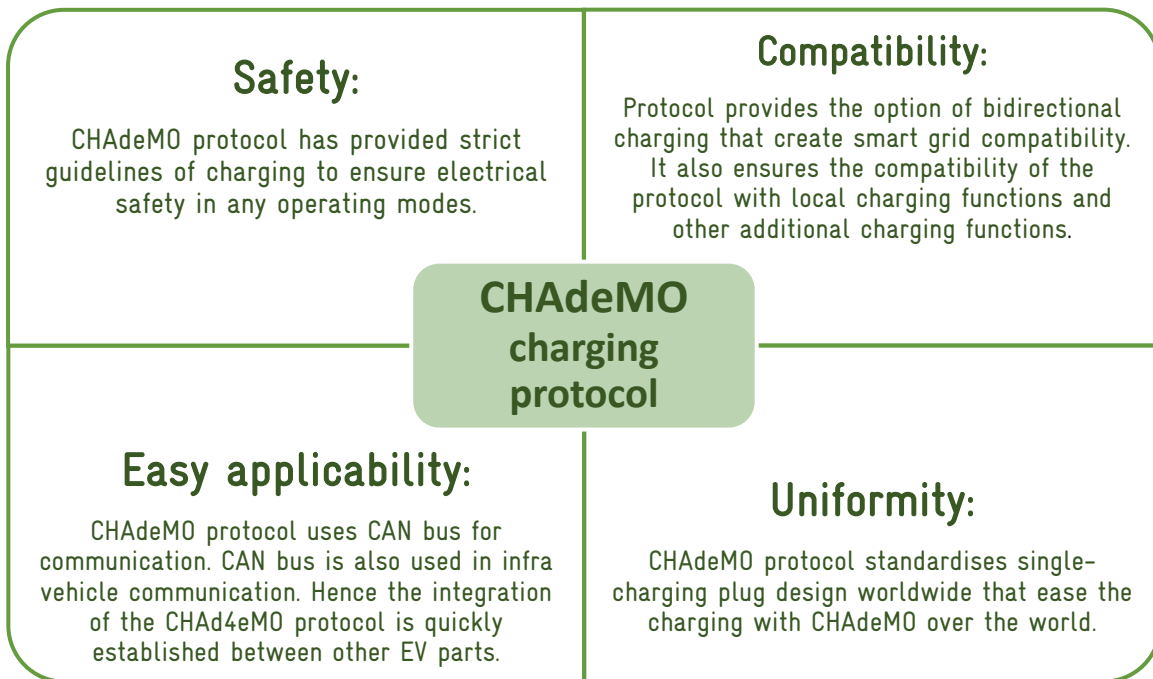 Safety:
CHAdeMO protocol has provided strict
guidelines of charging to ensure electrical
safety in any operating modes.
Compatibility:
Protocol provides the option of bidirectional
charging that create smart grid compatibility.
It also ensures the compatibility of the
protocol with local charging functions and
other additional charging functions.
CHAdeMO
charging
protocol
Easy applicability:
CHAdeMO protocol uses CAN bus for
communication. CAN bus is also used in infra
vehicle communication. Hence the integration
of the CHAd4eMO protocol is quickly
established between other EV parts.
Uniformity:
CHAdeMO protocol standardises single-
charging plug design worldwide that ease the
charging with CHAdeMO over the world.